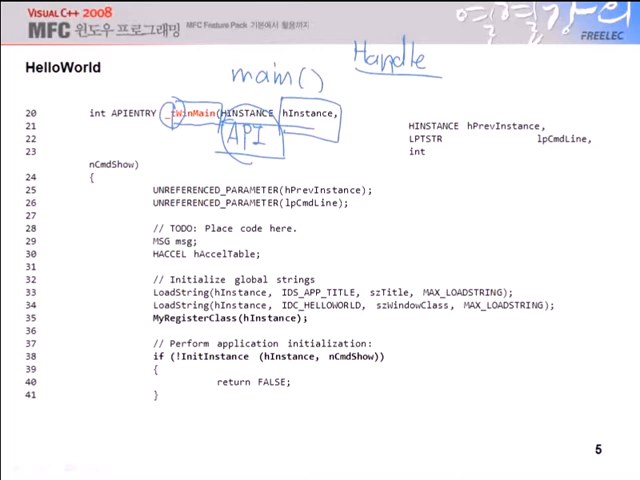 VISUAL C++ 2008
MFC 윈도우 프로그래밍 MFC Feature Pack 기본에서 활용까지
열혈강의
FREELEC
HelloWorld
Handle
main()
20 int APIENTRY _tWinMain(HINSTANCE hInstance,
API
21 HINSTANCE hPrevInstance,
22 LPTSTR lpCmdLine,
23 int
nCmdShow)
24 {
25 UNREFERENCED_PARAMETER(hPrevInstance);
26 UNREFERENCED_PARAMETER(lpCmdLine);
27
28 // TODO: Place code here.
29 MSG msg;
30 HACCEL hAccelTable;
31
32 // Initialize global strings
33 LoadString(hInstance, IDS_APP_TITLE, szTitle, MAX_LOADSTRING);
34 LoadString(hInstance, IDC_HELLOWORLD, szWindowClass, MAX_LOADSTRING);
35 MyRegisterClass(hInstance);
36
37 // Perform application initialization:
38 if (!InitInstance (hInstance, nCmdShow))
39 {
40 return FALSE;
41 }
5